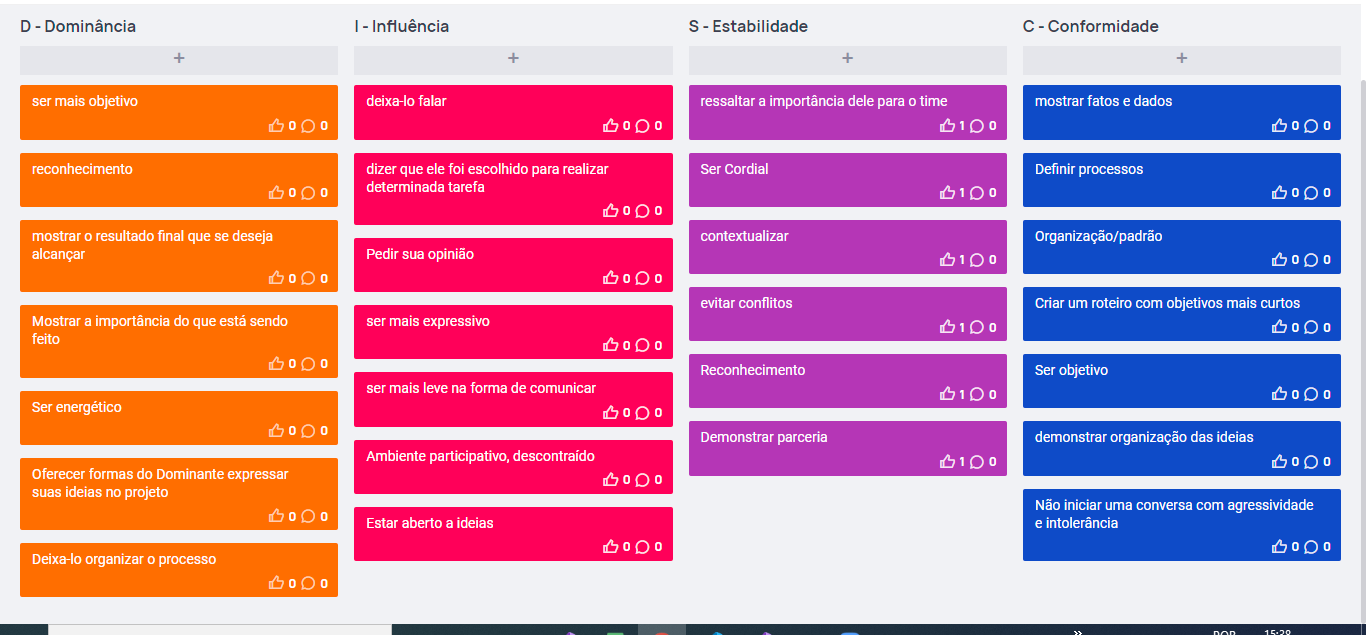 D - Dominância
+
ser mais objetivo
0 0
reconhecimento
0 0
mostrar o resultado final que se deseja
alcançar
0 0
Mostrar a importância do que está sendo
feito
0 0
Ser energético
0 0
Oferecer formas do Dominante expressar
suas ideias no projeto
0 0
Deixa-lo organizar o processo
0 0
I - Influência
+
deixa-lo falar
0 0
dizer que ele foi escolhido para realizar
determinada tarefa
0 0
Pedir sua opinião
0 0
ser mais expressivo
0 0
ser mais leve na forma de comunicar
0 0
Ambiente participativo, descontraído
0 0
Estar aberto a ideias
0 0
S - Estabilidade
+
ressaltar a importância dele para o time
1 0
Ser Cordial
1 0
contextualizar
1 0
evitar conflitos
1 0
Reconhecimento
1 0
Demonstrar parceria
1 0
C - Conformidade
+
mostrar fatos e dados
0 0
Definir processos
0 0
Organização/padrão
0 0
Criar um roteiro com objetivos mais curtos
0 0
Ser objetivo
0 0
demonstrar organização das ideias
0 0
Não iniciar uma conversa com agressividade
e intolerância
0 0